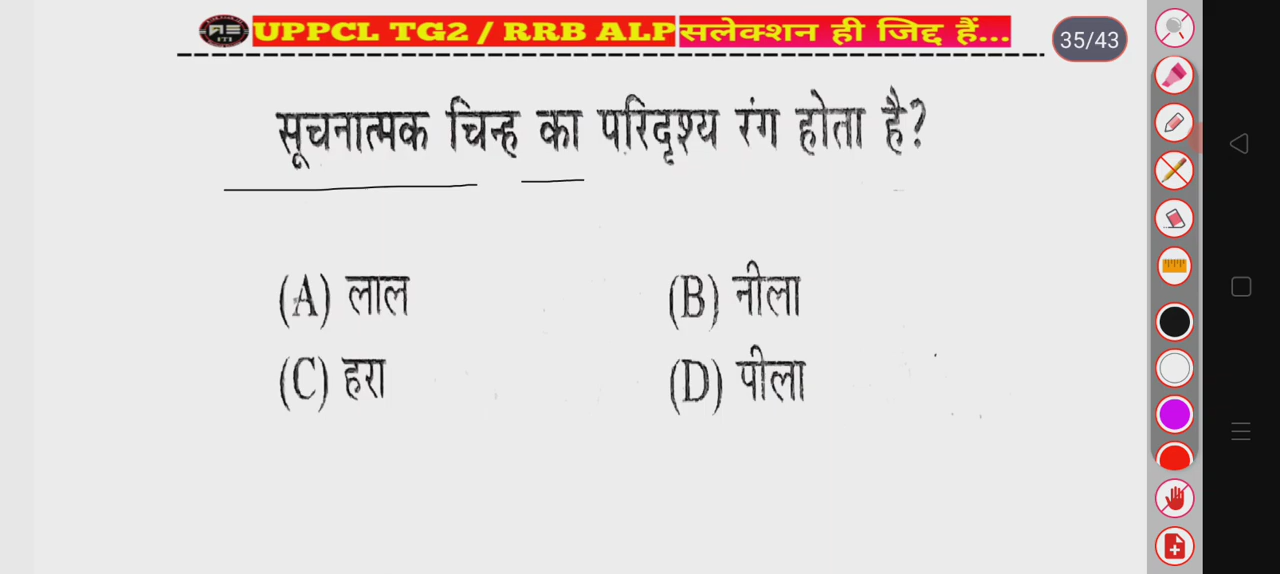 UPPCL TG2 / RRB ALP सलेक्शन ही जिद्द हैं...
35/43
सूचनात्मक चिन्ह का परिदृश्य रंग होता है?
(A) लाल (B) नीला
(C) हरा (D) पीला